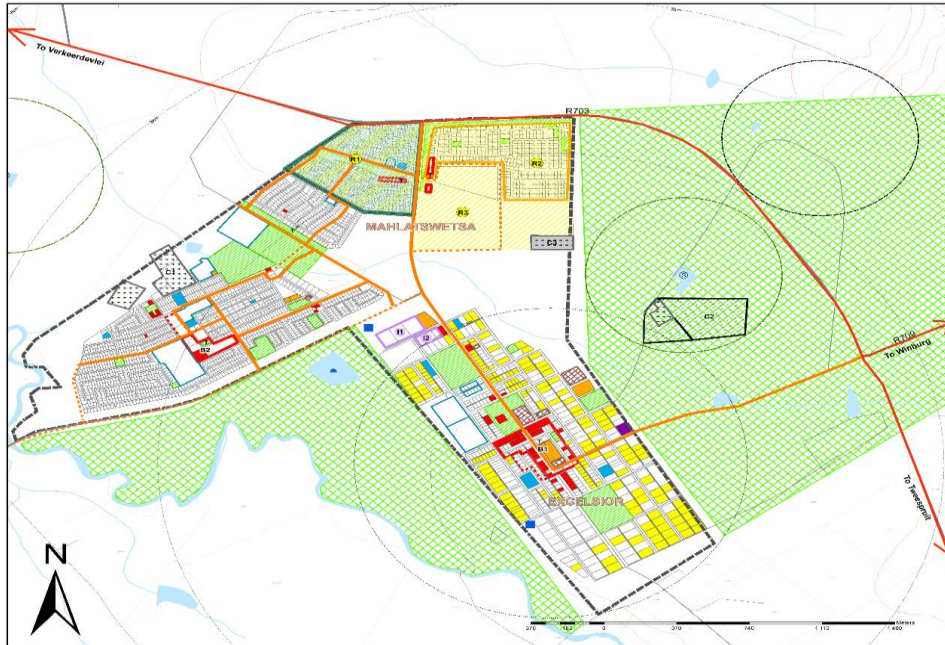 To Verkeerdevlei
R703
R1
R2
R3
MAHLATSWETSA
C3
C1
C2
I1
I2
B2
R709
To Winburg
B1
EXCELSIOR
To Tweespruit
N
Meters
370
0
370
740
1 110
1 480